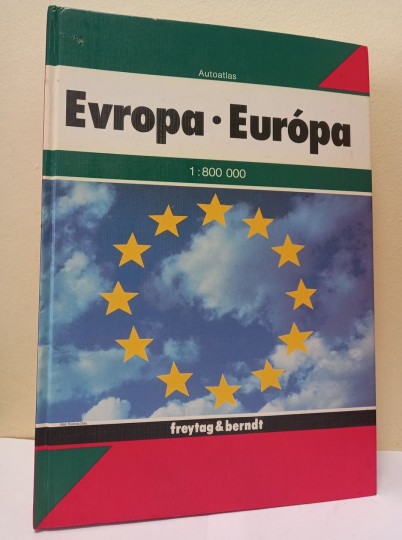 Autoatlas
Evropa • Európa
1:800 000
freytag & berndt